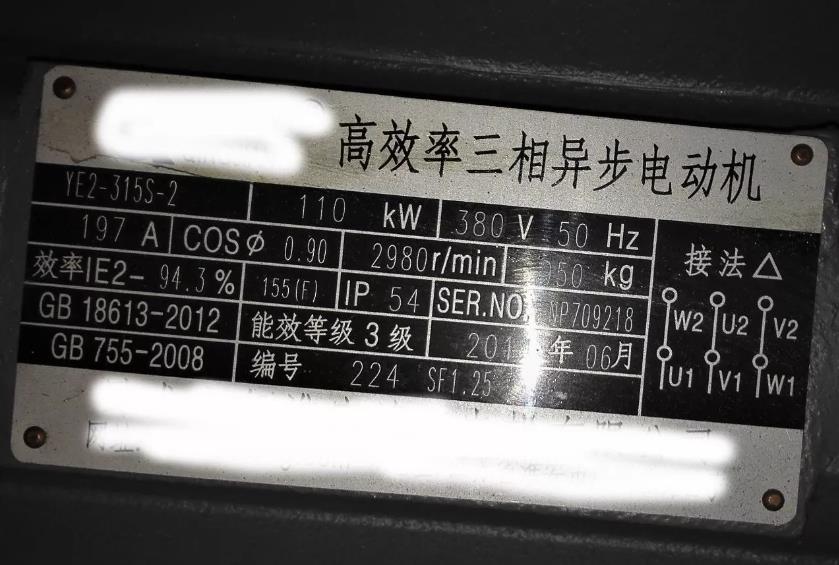 高效率三相异步电动机
YE2-315S-2 110 kW 380 V 50 Hz
197 A COSφ 0.90 2980r/min kg 接法△
效率IE2- 94.3% 155(F) IP 54 SER.NO. NP709218
GB 18613-2012 能效等级 3 级 年 06月
GB 755-2008 编号 224 SF1.25
W2 U2 V2
U1 V1 W1